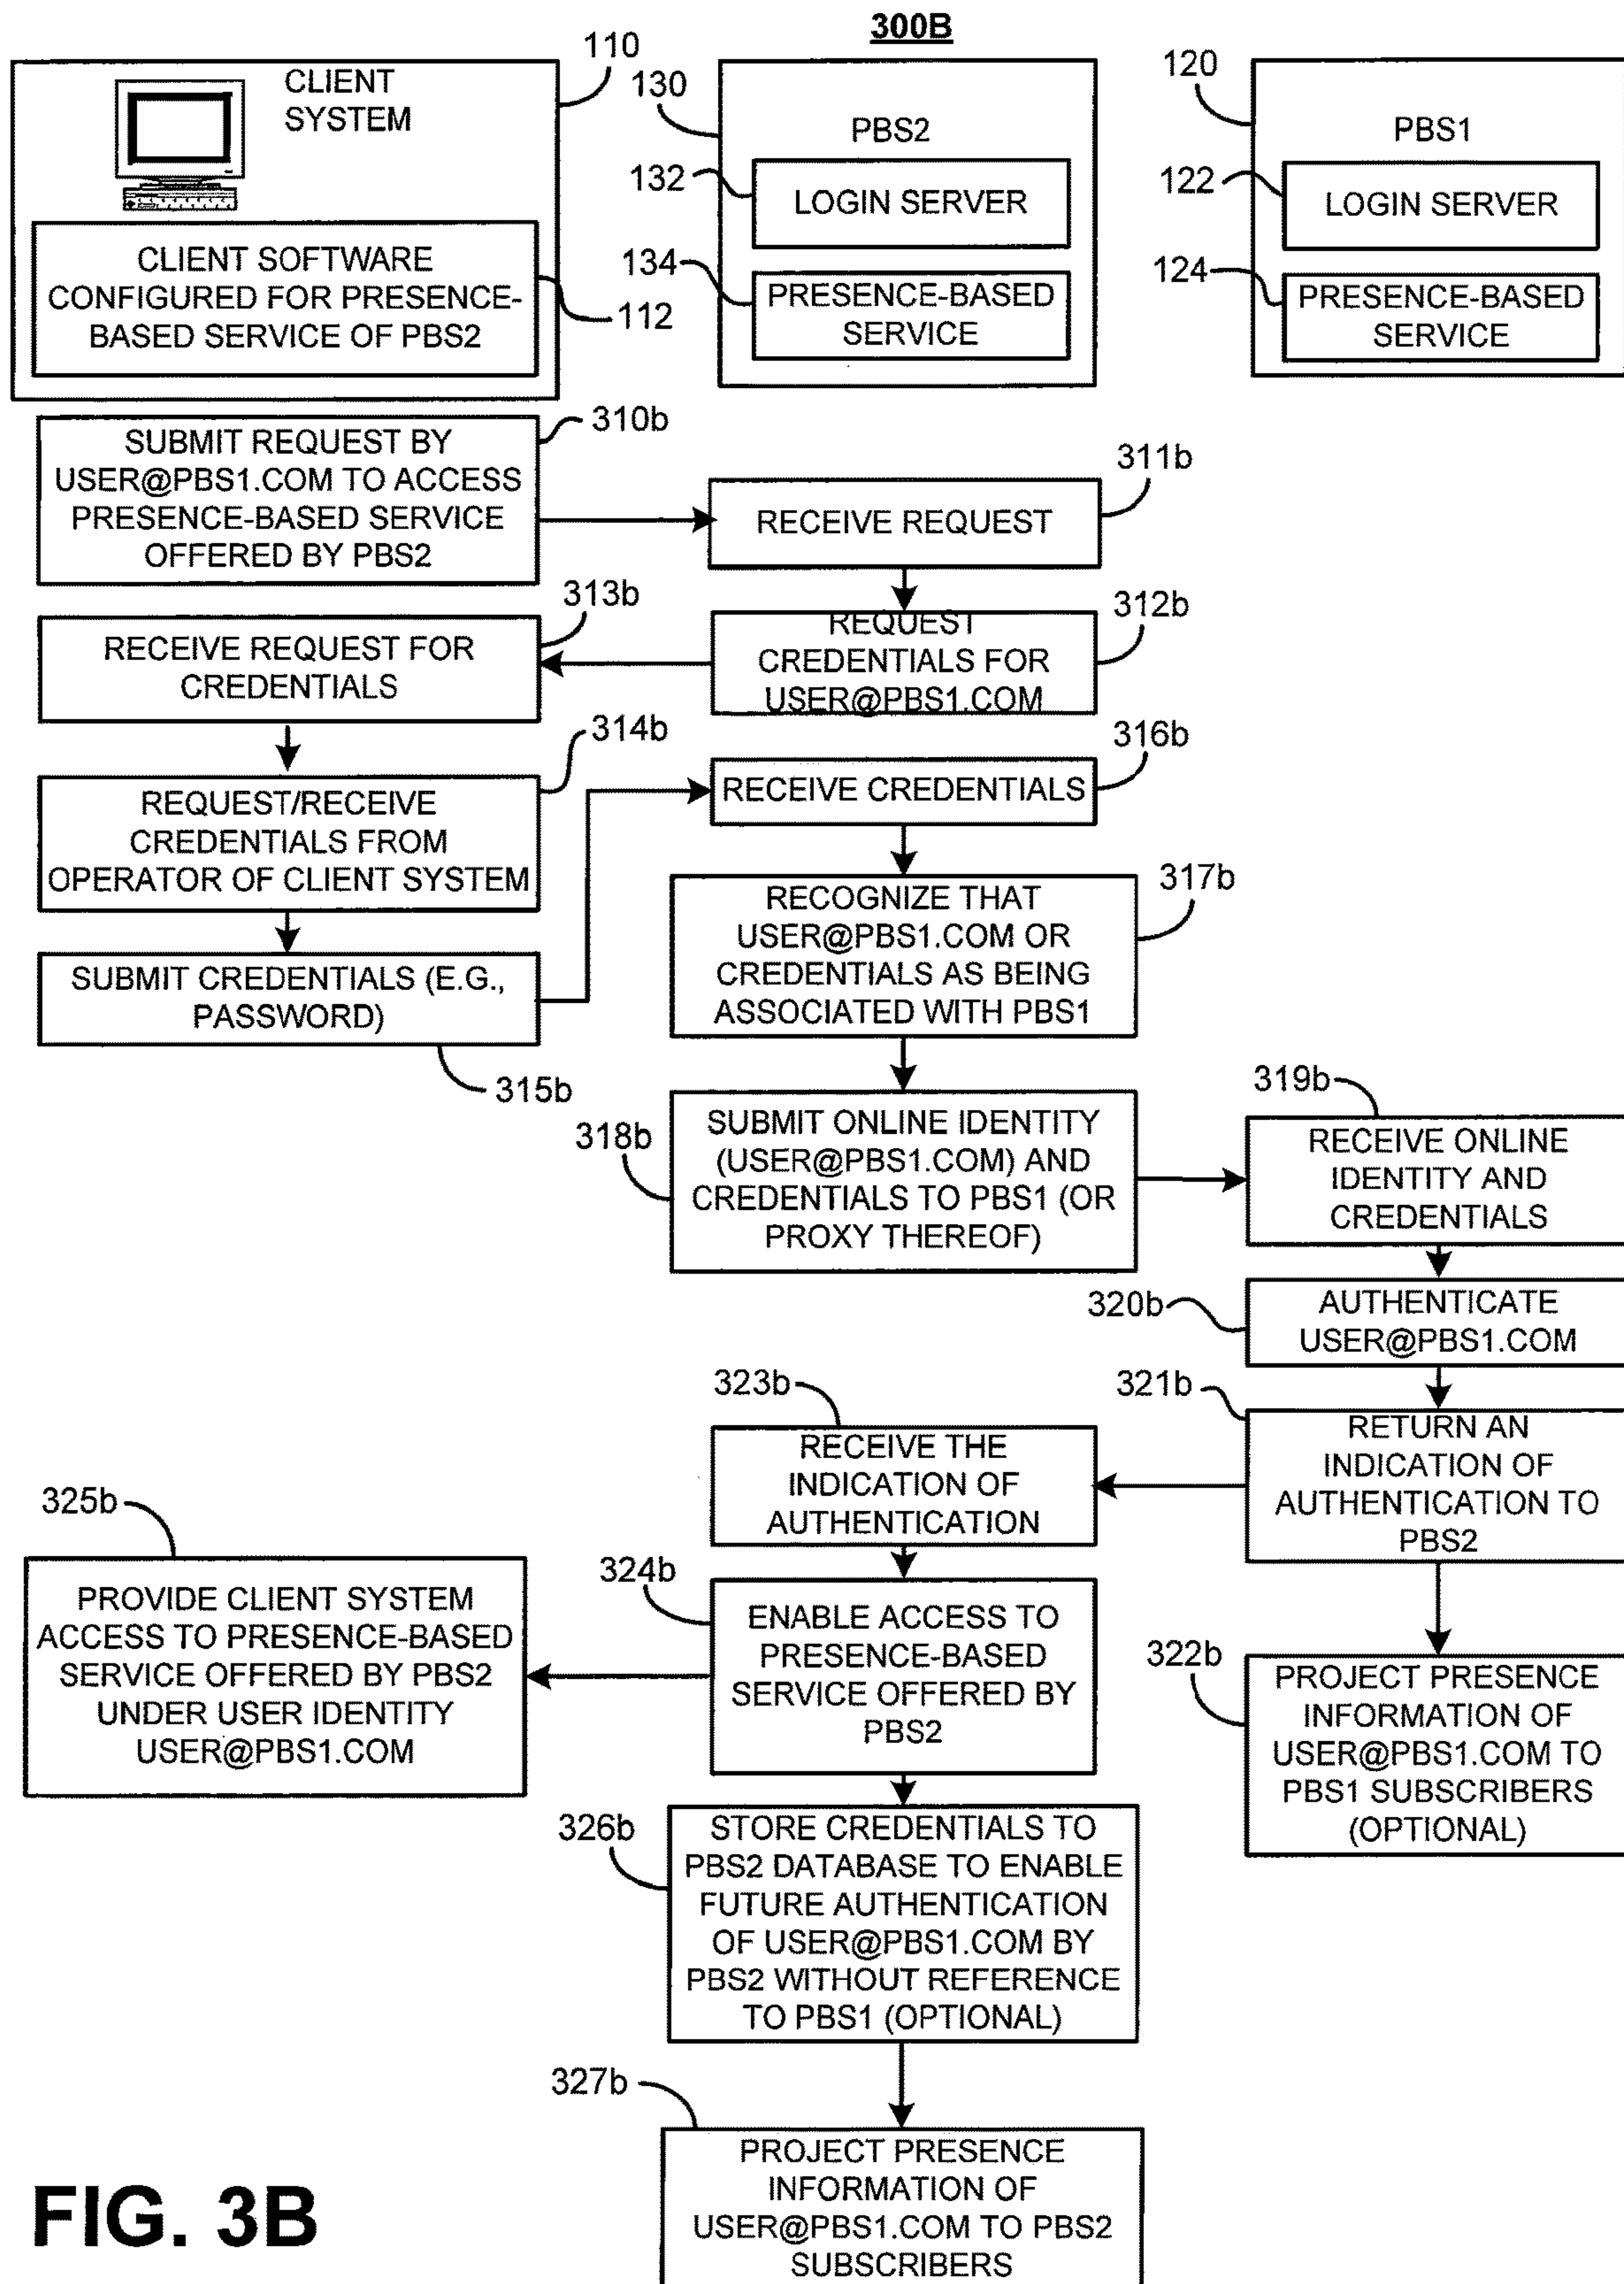 300B
110
CLIENT
SYSTEM
CLIENT SOFTWARE
CONFIGURED FOR PRESENCE-
BASED SERVICE OF PBS2
112
130
PBS2
132
LOGIN SERVER
134
PRESENCE-BASED
SERVICE
120
PBS1
122
LOGIN SERVER
124
PRESENCE-BASED
SERVICE
310b
SUBMIT REQUEST BY
USER@PBS1.COM TO ACCESS
PRESENCE-BASED SERVICE
OFFERED BY PBS2
311b
RECEIVE REQUEST
312b
REQUEST
CREDENTIALS FOR
USER@PBS1.COM
313b
RECEIVE REQUEST FOR
CREDENTIALS
314b
REQUEST/RECEIVE
CREDENTIALS FROM
OPERATOR OF CLIENT SYSTEM
SUBMIT CREDENTIALS (E.G.,
PASSWORD)
315b
316b
RECEIVE CREDENTIALS
317b
RECOGNIZE THAT
USER@PBS1.COM OR
CREDENTIALS AS BEING
ASSOCIATED WITH PBS1
318b
SUBMIT ONLINE IDENTITY
(USER@PBS1.COM) AND
CREDENTIALS TO PBS1 (OR
PROXY THEREOF)
319b
RECEIVE ONLINE
IDENTITY AND
CREDENTIALS
320b
AUTHENTICATE
USER@PBS1.COM
321b
RETURN AN
INDICATION OF
AUTHENTICATION TO
PBS2
322b
PROJECT PRESENCE
INFORMATION OF
USER@PBS1.COM TO
PBS1 SUBSCRIBERS
(OPTIONAL)
323b
RECEIVE THE
INDICATION OF
AUTHENTICATION
324b
ENABLE ACCESS TO
PRESENCE-BASED
SERVICE OFFERED BY
PBS2
325b
PROVIDE CLIENT SYSTEM
ACCESS TO PRESENCE-BASED
SERVICE OFFERED BY PBS2
UNDER USER IDENTITY
USER@PBS1.COM
326b
STORE CREDENTIALS TO
PBS2 DATABASE TO ENABLE
FUTURE AUTHENTICATION
OF USER@PBS1.COM BY
PBS2 WITHOUT REFERENCE
TO PBS1 (OPTIONAL)
327b
PROJECT PRESENCE
INFORMATION OF
USER@PBS1.COM TO PBS2
SUBSCRIBERS
FIG. 3B